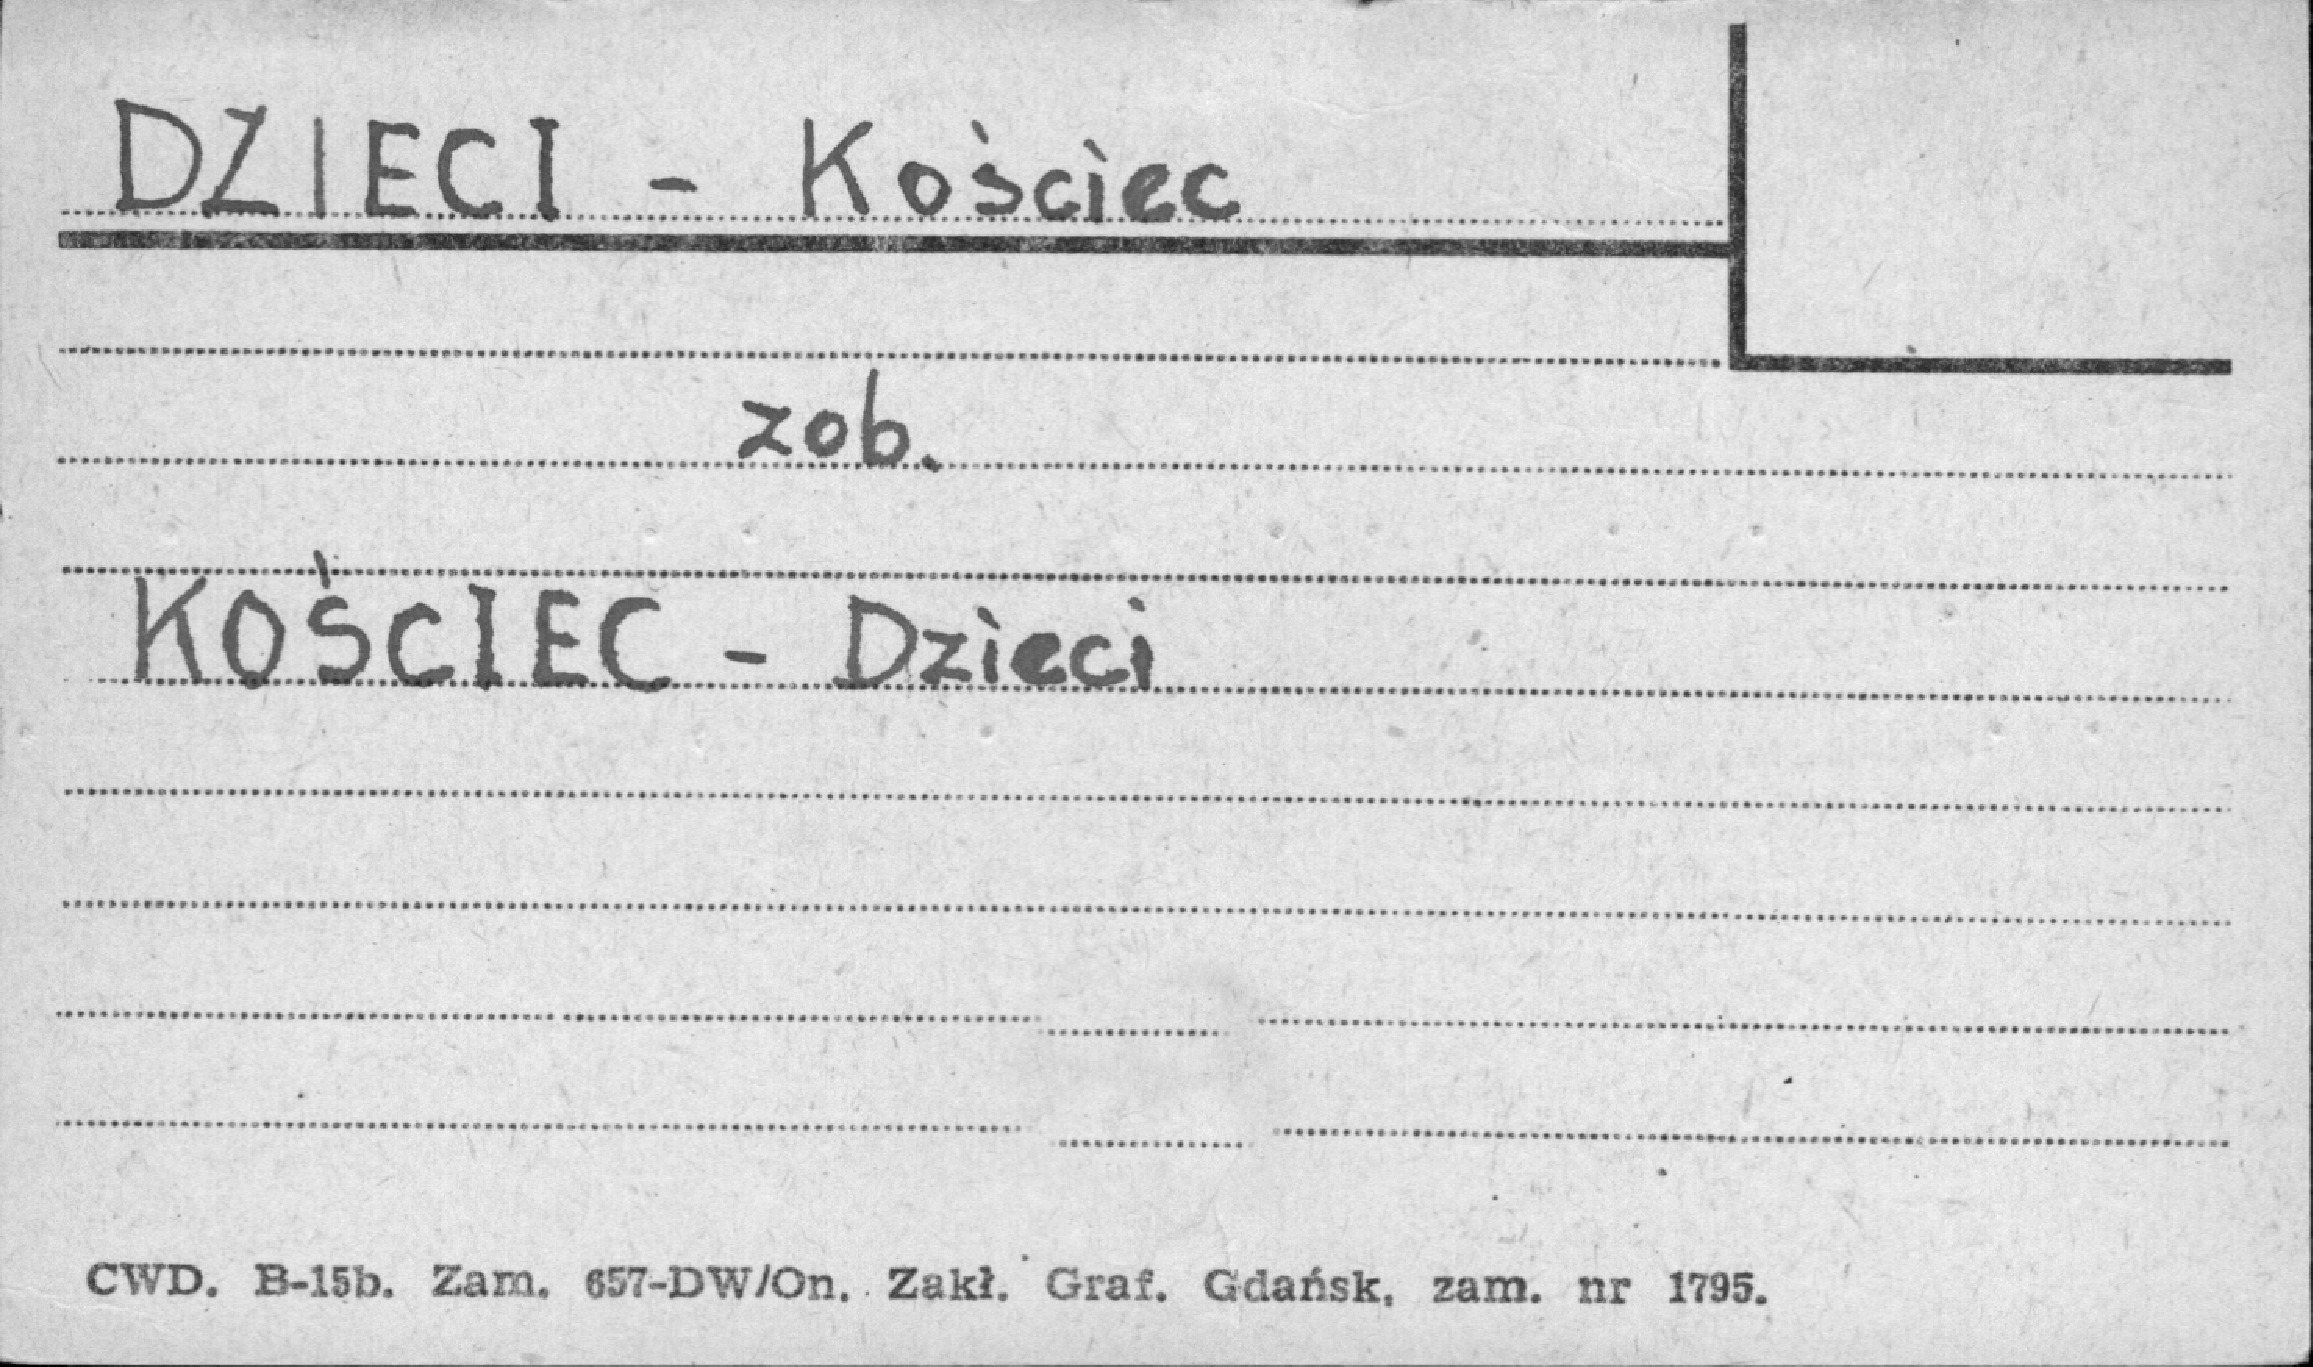 DZIECI - Kościec
zob.
KOŚCIEC - Dzieci
CWD. B-15b. Zam. 657-DW/On. Zakł. Graf. Gdańsk, zam. nr 1795.